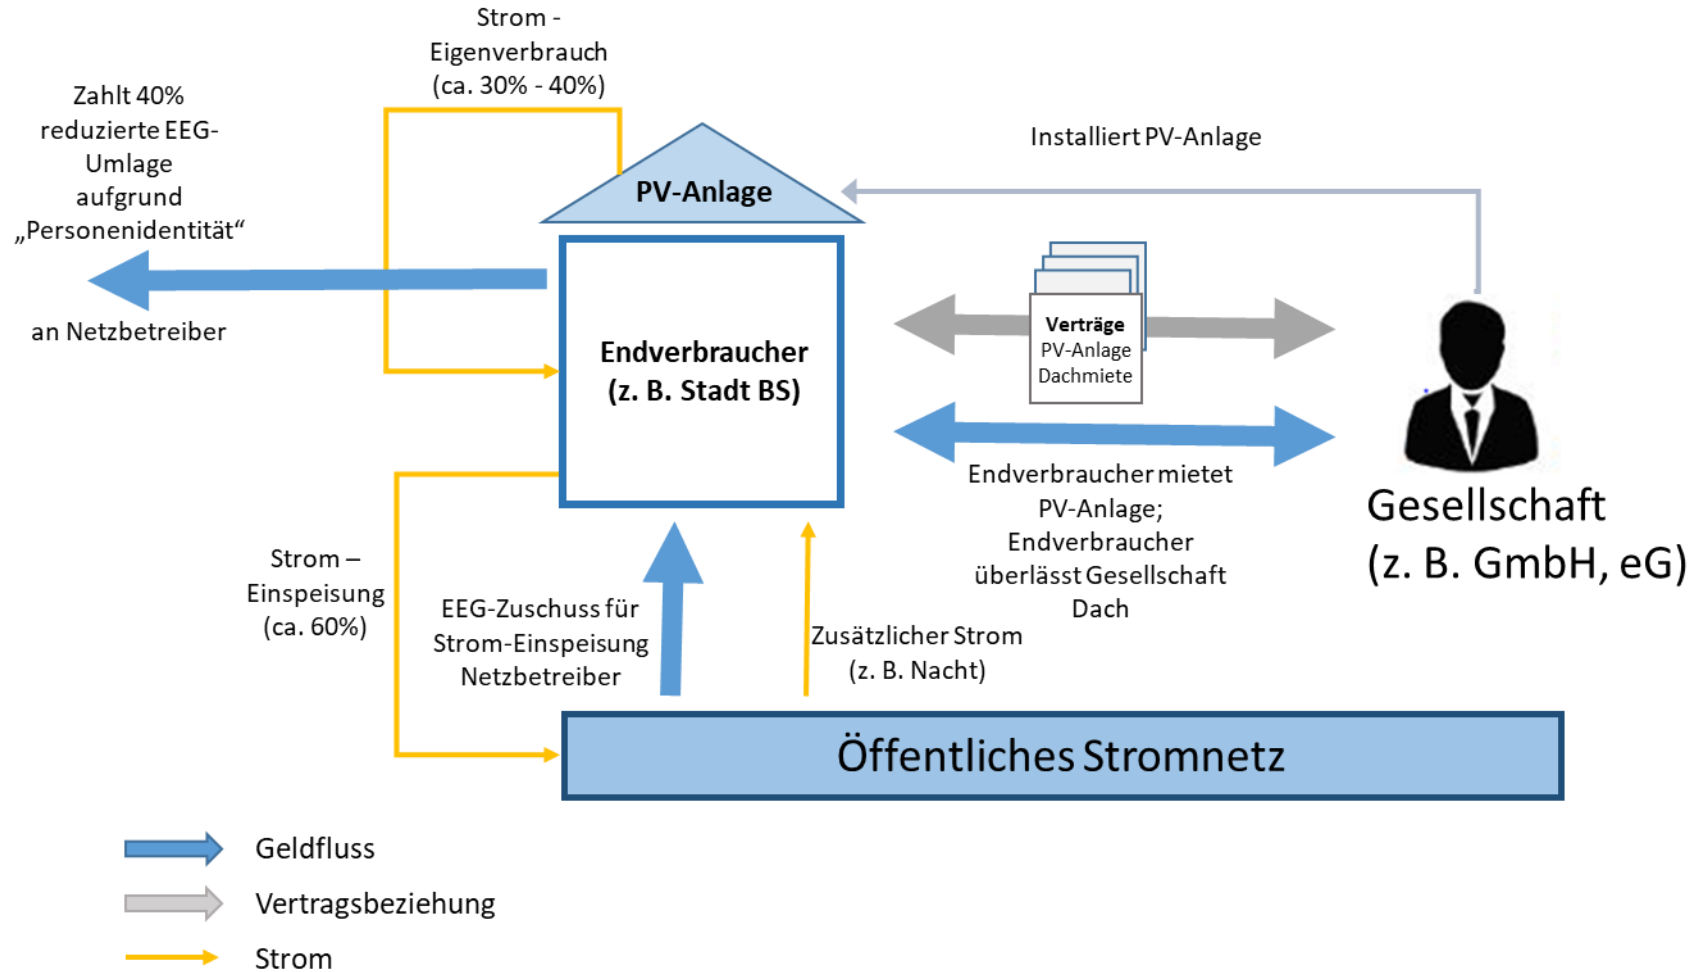 Strom -
Eigenverbrauch
(ca. 30% - 40%)
Zahlt 40%
reduzierte EEG-
Umlage
aufgrund
„Personenidentität“
an Netzbetreiber
PV-Anlage
Installiert PV-Anlage
Endverbraucher
(z. B. Stadt BS)
Verträge
PV-Anlage
Dachmiete
Endverbraucher mietet
PV-Anlage;
Endverbraucher
überlässt Gesellschaft
Dach
Gesellschaft
(z. B. GmbH, eG)
Strom –
Einspeisung
(ca. 60%)
EEG-Zuschuss für
Strom-Einspeisung
Netzbetreiber
Zusätzlicher Strom
(z. B. Nacht)
Öffentliches Stromnetz
Geldfluss
Vertragsbeziehung
Strom